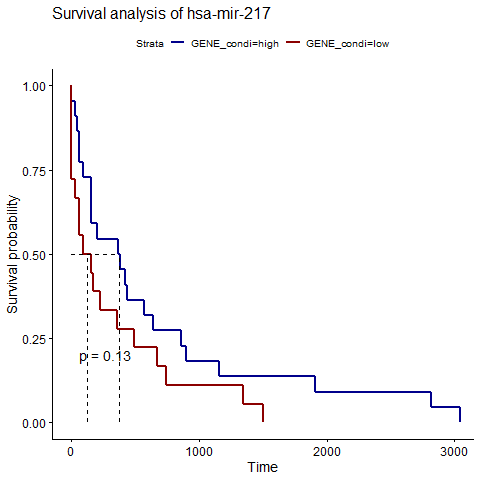 Survival analysis of hsa-mir-217
Strata GENE_condi=high GENE_condi=low
1.00
0.75
0.50
0.25
0.00
Survival probability
p = 0.13
0 1000 2000 3000
Time